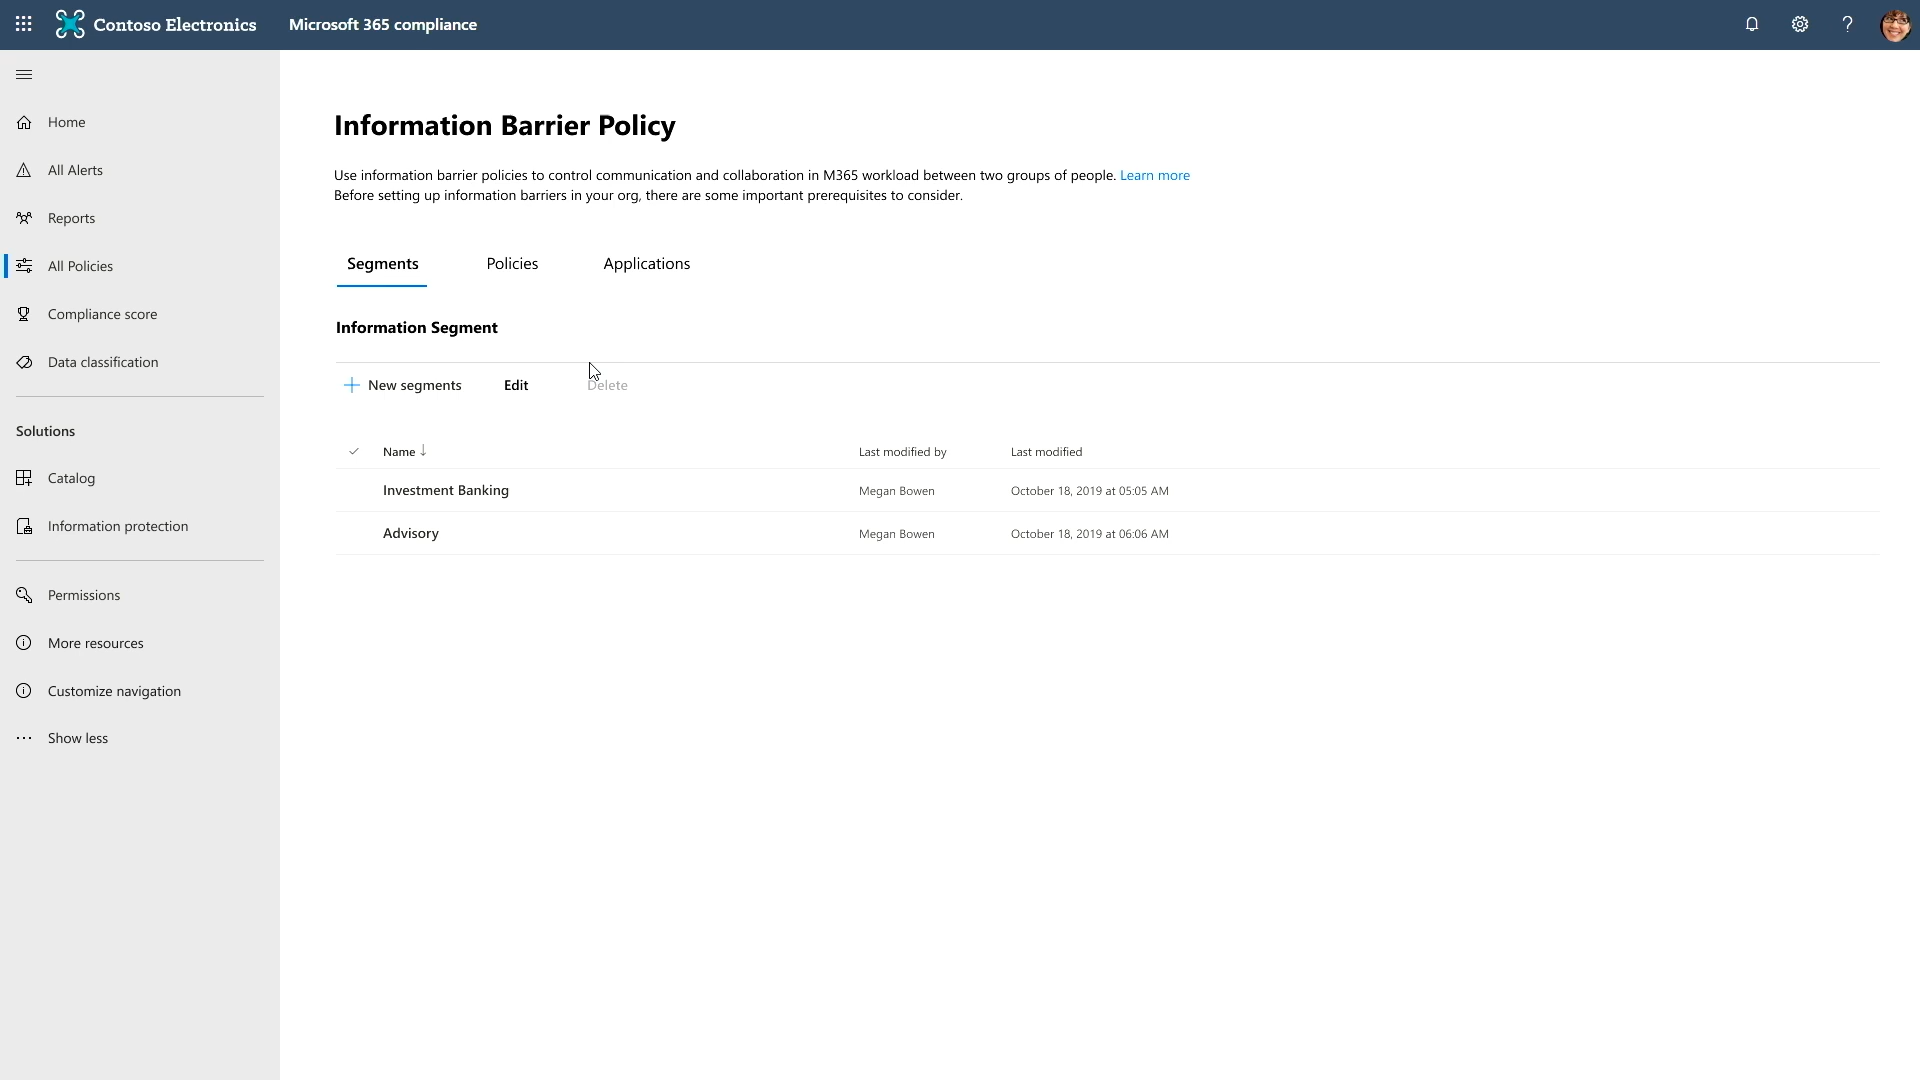 Contoso Electronics
Microsoft 365 compliance
Home
All Alerts
Reports
All Policies
Compliance score
Data classification
Solutions
Catalog
Information protection
Permissions
More resources
Customize navigation
Show less
Information Barrier Policy
Use information barrier policies to control communication and collaboration in M365 workload between two groups of people. Learn more
Before setting up information barriers in your org, there are some important prerequisites to consider.
Segments Policies Applications
Information Segment
New segments Edit Delete
Name Last modified by Last modified
Investment Banking Megan Bowen October 18, 2019 at 05:05 AM
Advisory Megan Bowen October 18, 2019 at 06:06 AM